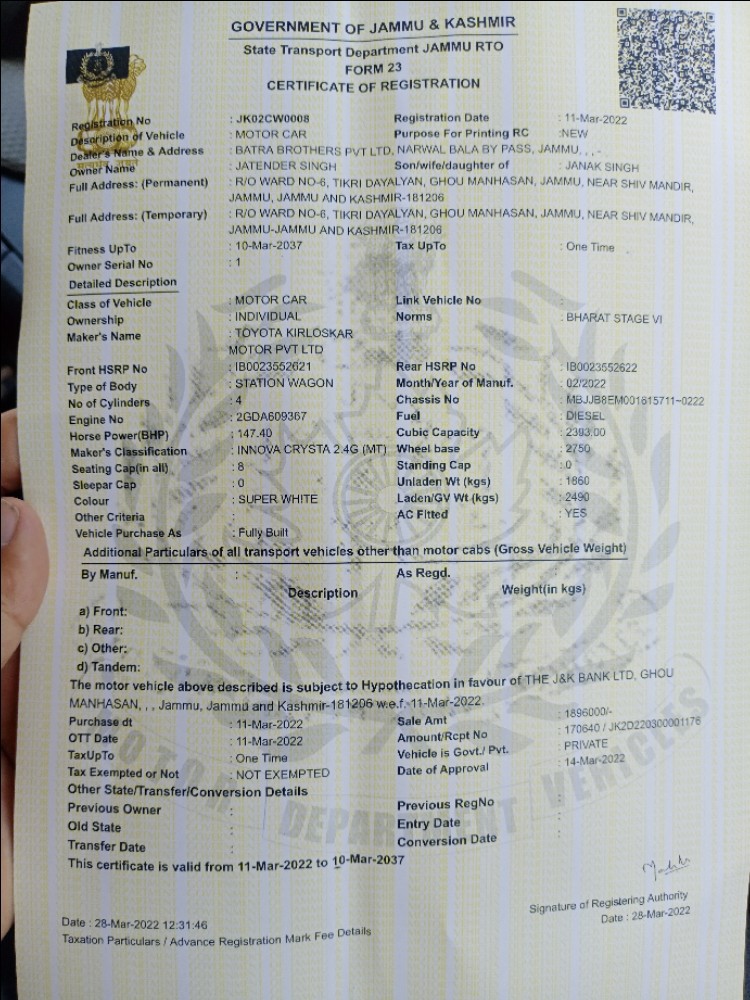 GOVERNMENT OF JAMMU & KASHMIR
State Transport Department JAMMU RTO
FORM 23
CERTIFICATE OF REGISTRATION
Registration No : JK02CW0008 Registration Date : 11-Mar-2022
Description of Vehicle : MOTOR CAR Purpose For Printing RC :NEW
Dealer's Name & Address : BATRA BROTHERS PVT LTD, NARWAL BALA BY PASS, JAMMU, , , -
Owner Name : JATENDER SINGH Son/wife/daughter of : JANAK SINGH
Full Address: (Permanent) : R/O WARD NO-6, TIKRI DAYALYAN, GHOU MANHASAN, JAMMU, NEAR SHIV MANDIR,
JAMMU, JAMMU AND KASHMIR-181206
Full Address: (Temporary) : R/O WARD NO-6, TIKRI DAYALYAN, GHOU MANHASAN, JAMMU, NEAR SHIV MANDIR,
JAMMU-JAMMU AND KASHMIR-181206
Fitness UpTo : 10-Mar-2037 Tax UpTo : One Time
Owner Serial No : 1
Detailed Description
Class of Vehicle : MOTOR CAR Link Vehicle No :
Ownership : INDIVIDUAL Norms : BHARAT STAGE VI
Maker's Name : TOYOTA KIRLOSKAR
MOTOR PVT LTD
Front HSRP No : IB0023552621 Rear HSRP No : IB0023552622
Type of Body : STATION WAGON Month/Year of Manuf. : 02/2022
No of Cylinders : 4 Chassis No : MBJJB8EM001615711-0222
Engine No : 2GDA609367 Fuel : DIESEL
Horse Power(BHP) : 147.40 Cubic Capacity : 2393.00
Maker's Classification : INNOVA CRYSTA 2.4G (MT) Wheel base : 2750
Seating Cap(in all) : 8 Standing Cap : 0
Sleepar Cap : 0 Unladen Wt (kgs) : 1860
Colour : SUPER WHITE Laden/GV Wt (kgs) : 2490
Other Criteria : AC Fitted : YES
Vehicle Purchase As : Fully Built
Additional Particulars of all transport vehicles other than motor cabs (Gross Vehicle Weight)
By Manuf. : As Regd.
Description Weight(in kgs)
a) Front:
b) Rear:
c) Other:
d) Tandem:
The motor vehicle above described is subject to Hypothecation in favour of THE J&K BANK LTD, GHOU
MANHASAN, , , Jammu, Jammu and Kashmir-181206 w.e.f. 11-Mar-2022.
Purchase dt : 11-Mar-2022 Sale Amt : 1896000/-
OTT Date : 11-Mar-2022 Amount/Rcpt No : 170640 / JK2D220300001176
TaxUpTo : One Time Vehicle is Govt./ Pvt. : PRIVATE
Tax Exempted or Not : NOT EXEMPTED Date of Approval : 14-Mar-2022
Other State/Transfer/Conversion Details
Previous Owner : Previous RegNo :
Old State : Entry Date :
Transfer Date : Conversion Date :
This certificate is valid from 11-Mar-2022 to 10-Mar-2037
Signature of Registering Authority
Date : 28-Mar-2022 12:31:46 Date : 28-Mar-2022
Taxation Particulars / Advance Registration Mark Fee Details